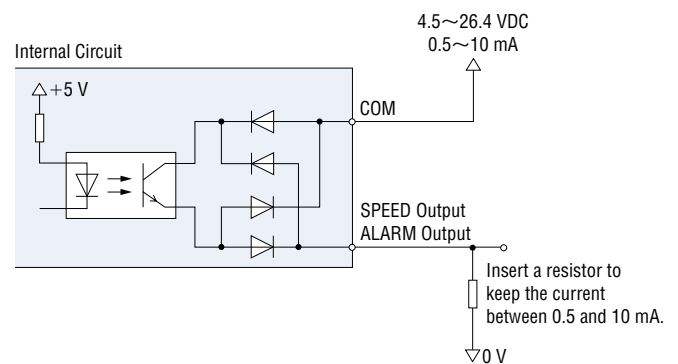 4.5～26.4 VDC
0.5～10 mA
Internal Circuit
+5 V
COM
SPEED Output
ALARM Output
Insert a resistor to
keep the current
between 0.5 and 10 mA.
0 V